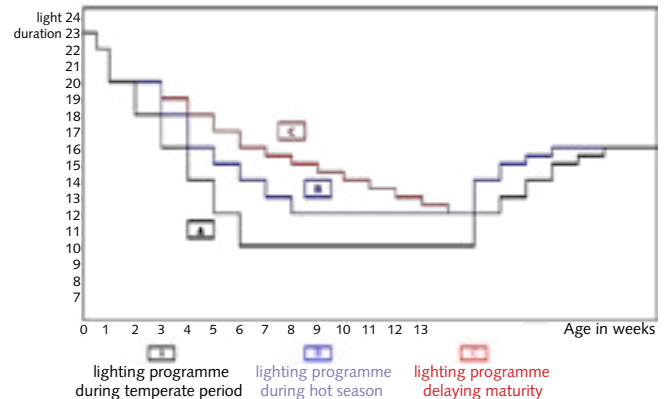 light 24
duration 23
22
21
20
19
18
17
16
15
14
13
12
11
10
9
8
7
C
B
A
0 1 2 3 4 5 6 7 8 9 10 11 12 13 Age in weeks
A B C
lighting programme lighting programme lighting programme
during temperate period during hot season delaying maturity